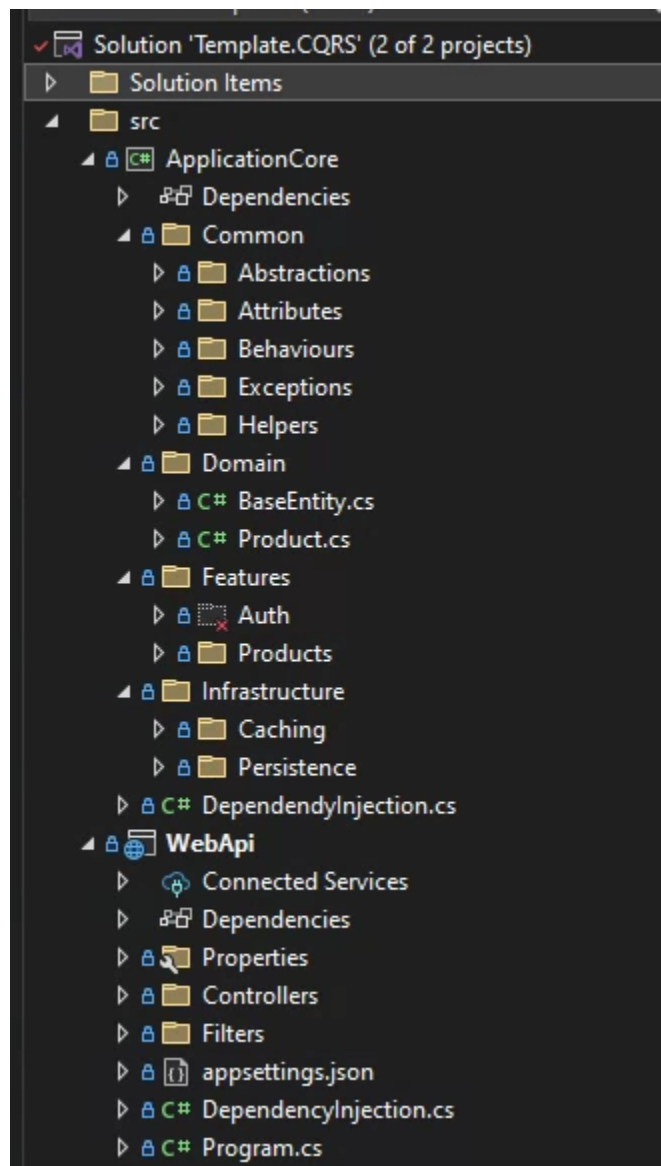 Solution 'Template.CQRS' (2 of 2 projects)
Solution Items
src
C# ApplicationCore
Dependencies
Common
Abstractions
Attributes
Behaviours
Exceptions
Helpers
Domain
C# BaseEntity.cs
C# Product.cs
Features
Auth
Products
Infrastructure
Caching
Persistence
C# DependendyInjection.cs
WebApi
Connected Services
Dependencies
Properties
Controllers
Filters
appsettings.json
C# DependencyInjection.cs
C# Program.cs